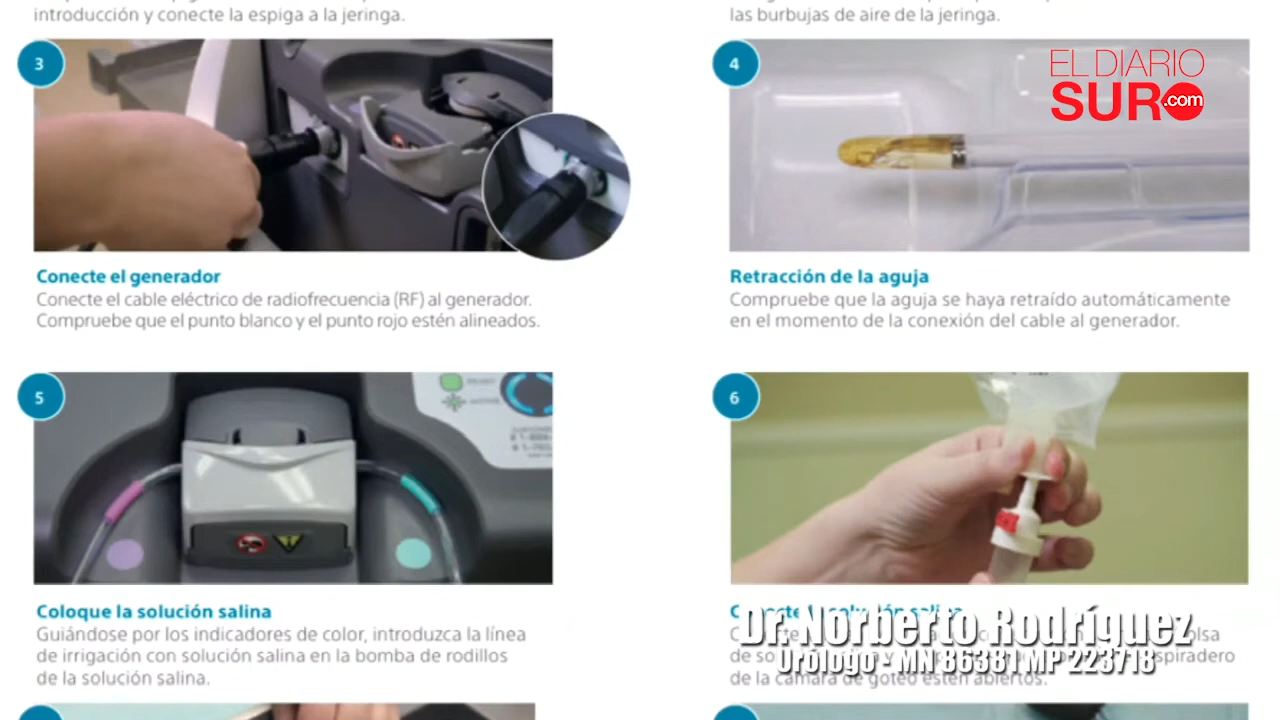 introducción y conecte la espiga a la jeringa.
las burbujas de aire de la jeringa.
3
4
EL DIARIO
SUR
.com
Conecte el generador
Conecte el cable eléctrico de radiofrecuencia (RF) al generador.
Compruebe que el punto blanco y el punto rojo estén alineados.
Retracción de la aguja
Compruebe que la aguja se haya retraído automáticamente
en el momento de la conexión del cable al generador.
5
6
Coloque la solución salina
Guiándose por los indicadores de color, introduzca la línea
de irrigación con solución salina en la bomba de rodillos
de la solución salina.
de la cámara de goteo estén abiertos.
Dr. Norberto Rodríguez
Urólogo - MN 86381 MP 223718